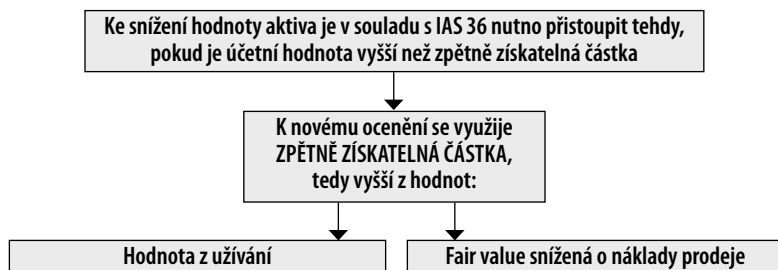 Ke snížení hodnoty aktiva je v souladu s IAS 36 nutno přistoupit tehdy,
pokud je účetní hodnota vyšší než zpětně získatelná částka
K novému ocenění se využije
ZPĚTNĚ ZÍSKATELNÁ ČÁSTKA,
tedy vyšší z hodnot:
Hodnota z užívání
Fair value snížená o náklady prodeje